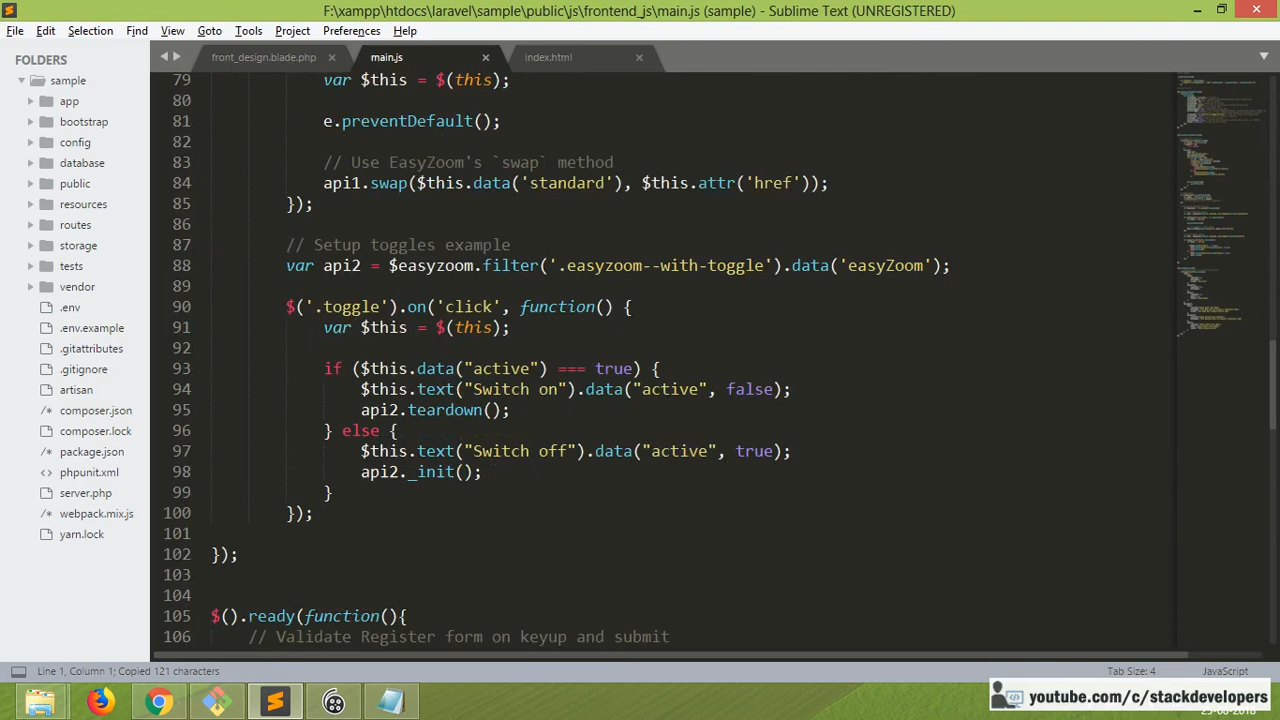 F:\xampp\htdocs\laravel\sample\public\js\frontend_js\main.js (sample) - Sublime Text (UNREGISTERED)
File Edit Selection Find View Goto Tools Project Preferences Help
FOLDERS
sample
app
bootstrap
config
database
public
resources
routes
storage
tests
vendor
.env
.env.example
.gitattributes
.gitignore
artisan
/* composer.json
composer.lock
/* package.json
phpunit.xml
server.php
/* webpack.mix.js
yarn.lock
front_design.blade.php
main.js
index.html
79 var $this = $(this);
80
81 e.preventDefault();
82
83 // Use EasyZoom's `swap` method
84 api1.swap($this.data('standard'), $this.attr('href'));
85 });
86
87 // Setup toggles example
88 var api2 = $easyzoom.filter('.easyzoom--with-toggle').data('easyZoom');
89
90 $('.toggle').on('click', function() {
91 var $this = $(this);
92
93 if ($this.data("active") === true) {
94 $this.text("Switch on").data("active", false);
95 api2.teardown();
96 } else {
97 $this.text("Switch off").data("active", true);
98 api2._init();
99 }
100 });
101
102 });
103
104
105 $().ready(function(){
106 // Validate Register form on keyup and submit
Line 1, Column 1; Copied 121 characters
Tab Size: 4
JavaScript
youtube.com/c/stackdevelopers